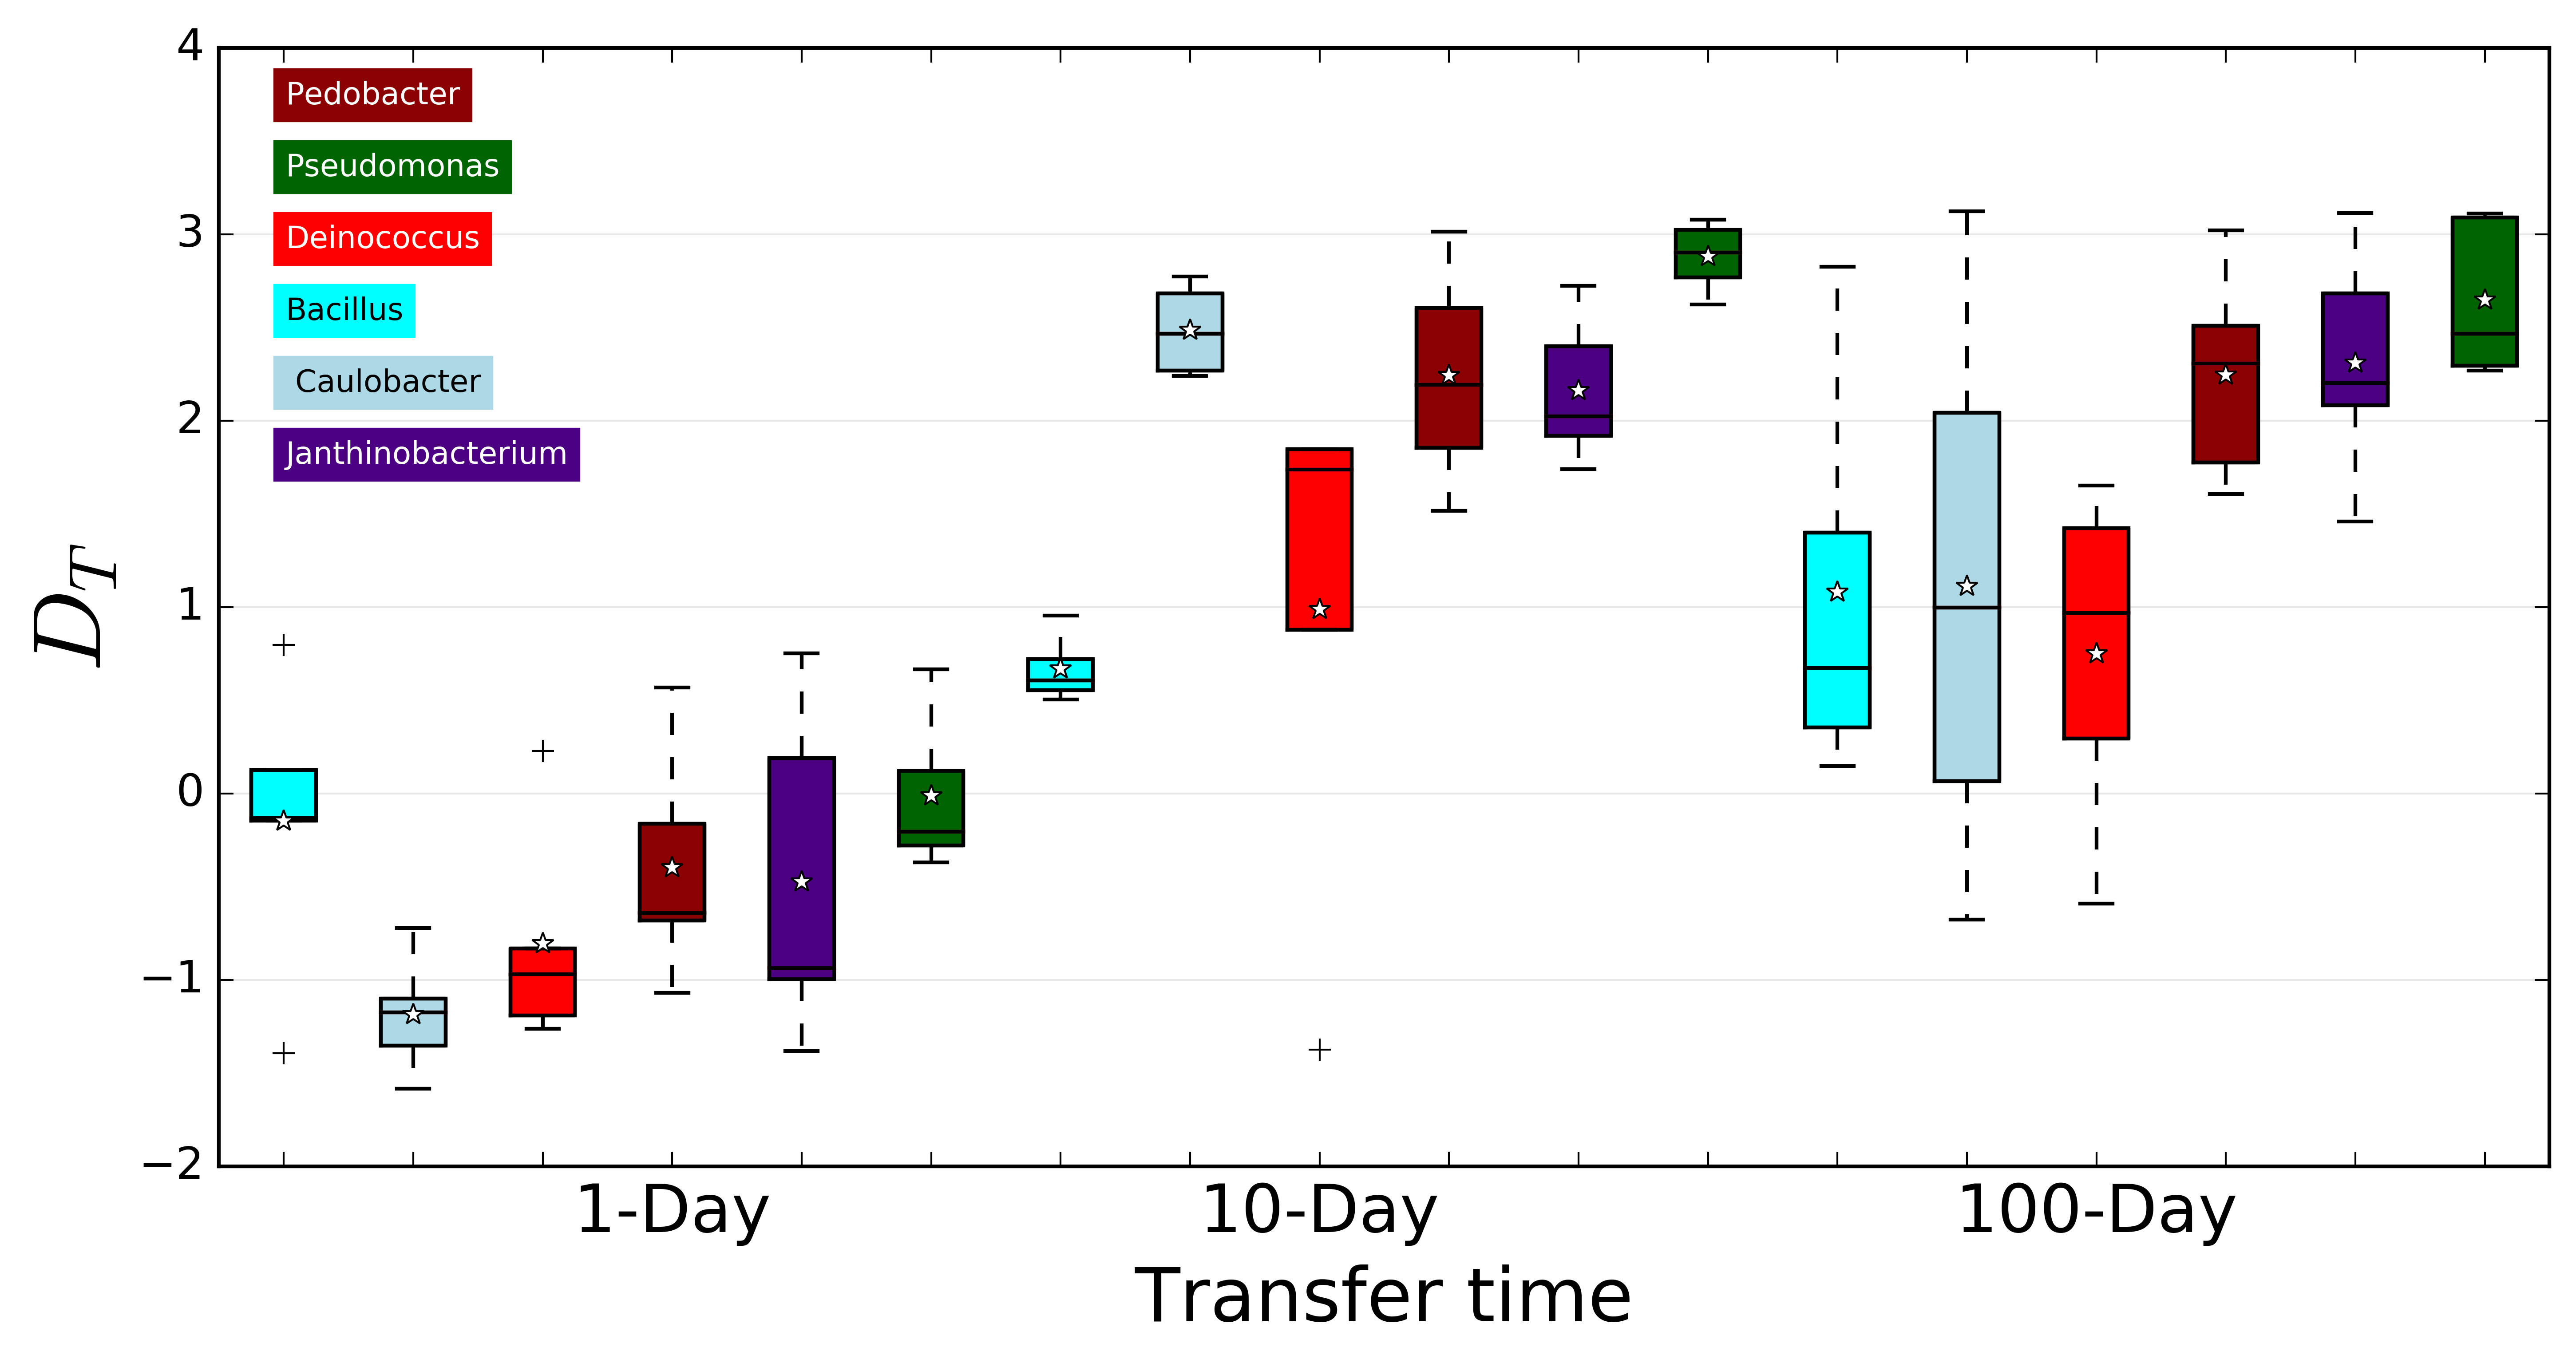 4
3
2
1
0
−1
−2
D_T
Pedobacter
Pseudomonas
Deinococcus
Bacillus
Caulobacter
Janthinobacterium
1-Day 10-Day 100-Day
Transfer time